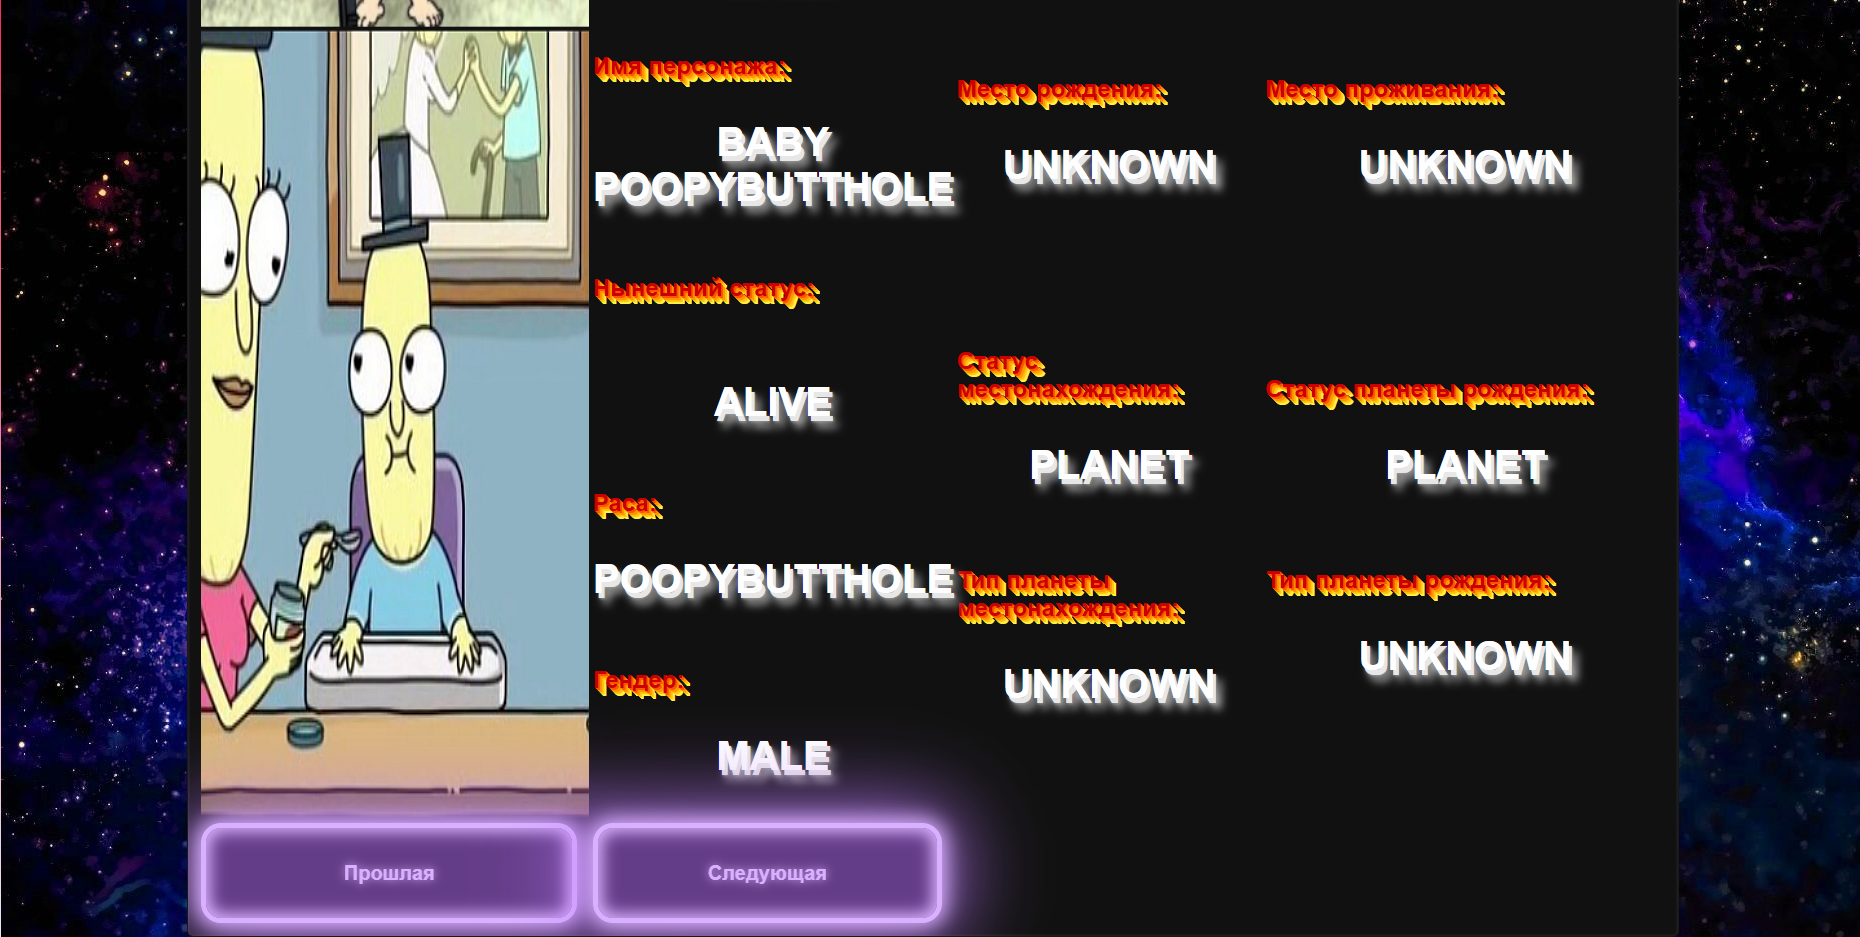 Имя персонажа:
BABY
POOPYBUTTHOLE
Нынешний статус:
ALIVE
Раса:
POOPYBUTTHOLE
Гендер:
MALE
Место рождения:
UNKNOWN
Статус
местонахождения:
PLANET
Тип планеты
местонахождения:
UNKNOWN
Место проживания:
UNKNOWN
Статус планеты рождения:
PLANET
Тип планеты рождения:
UNKNOWN
Прошлая
Следующая